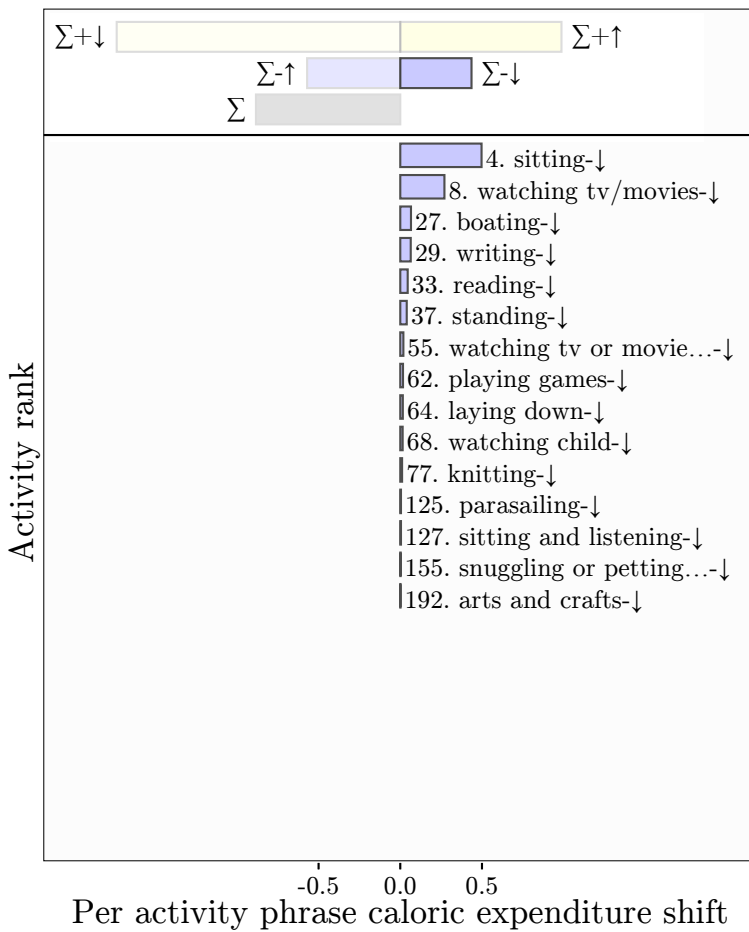 ∑+↓ ∑+↑
∑-↑ ∑-↓
∑
4. sitting-↓
8. watching tv/movies-↓
27. boating-↓
29. writing-↓
33. reading-↓
37. standing-↓
55. watching tv or movie...-↓
62. playing games-↓
64. laying down-↓
68. watching child-↓
77. knitting-↓
125. parasailing-↓
127. sitting and listening-↓
155. snuggling or petting...-↓
192. arts and crafts-↓
Activity rank
-0.5 0.0 0.5
Per activity phrase caloric expenditure shift